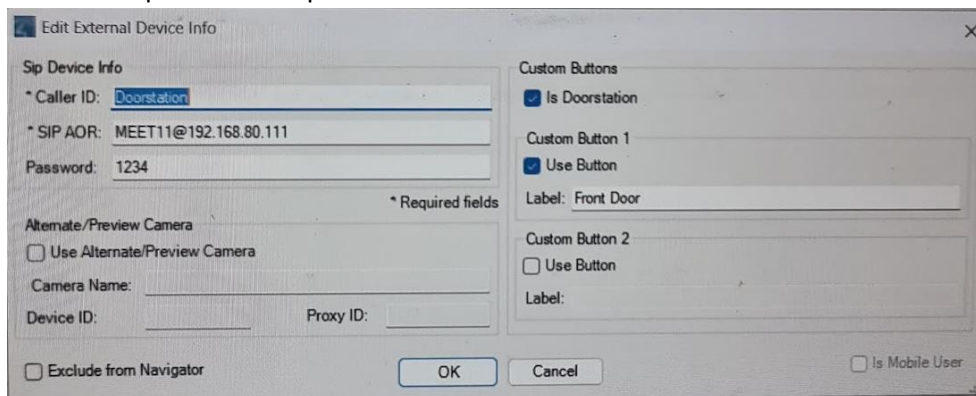 Edit External Device Info
Sip Device Info
* Caller ID: Doorstation
* SIP AOR: MEET11@192.168.80.111
Password: 1234
* Required fields
Alternate/Preview Camera
Use Alternate/Preview Camera
Camera Name:
Device ID: Proxy ID:
Exclude from Navigator
OK
Cancel
Custom Buttons
Is Doorstation
Custom Button 1
Use Button
Label: Front Door
Custom Button 2
Use Button
Label:
Is Mobile User